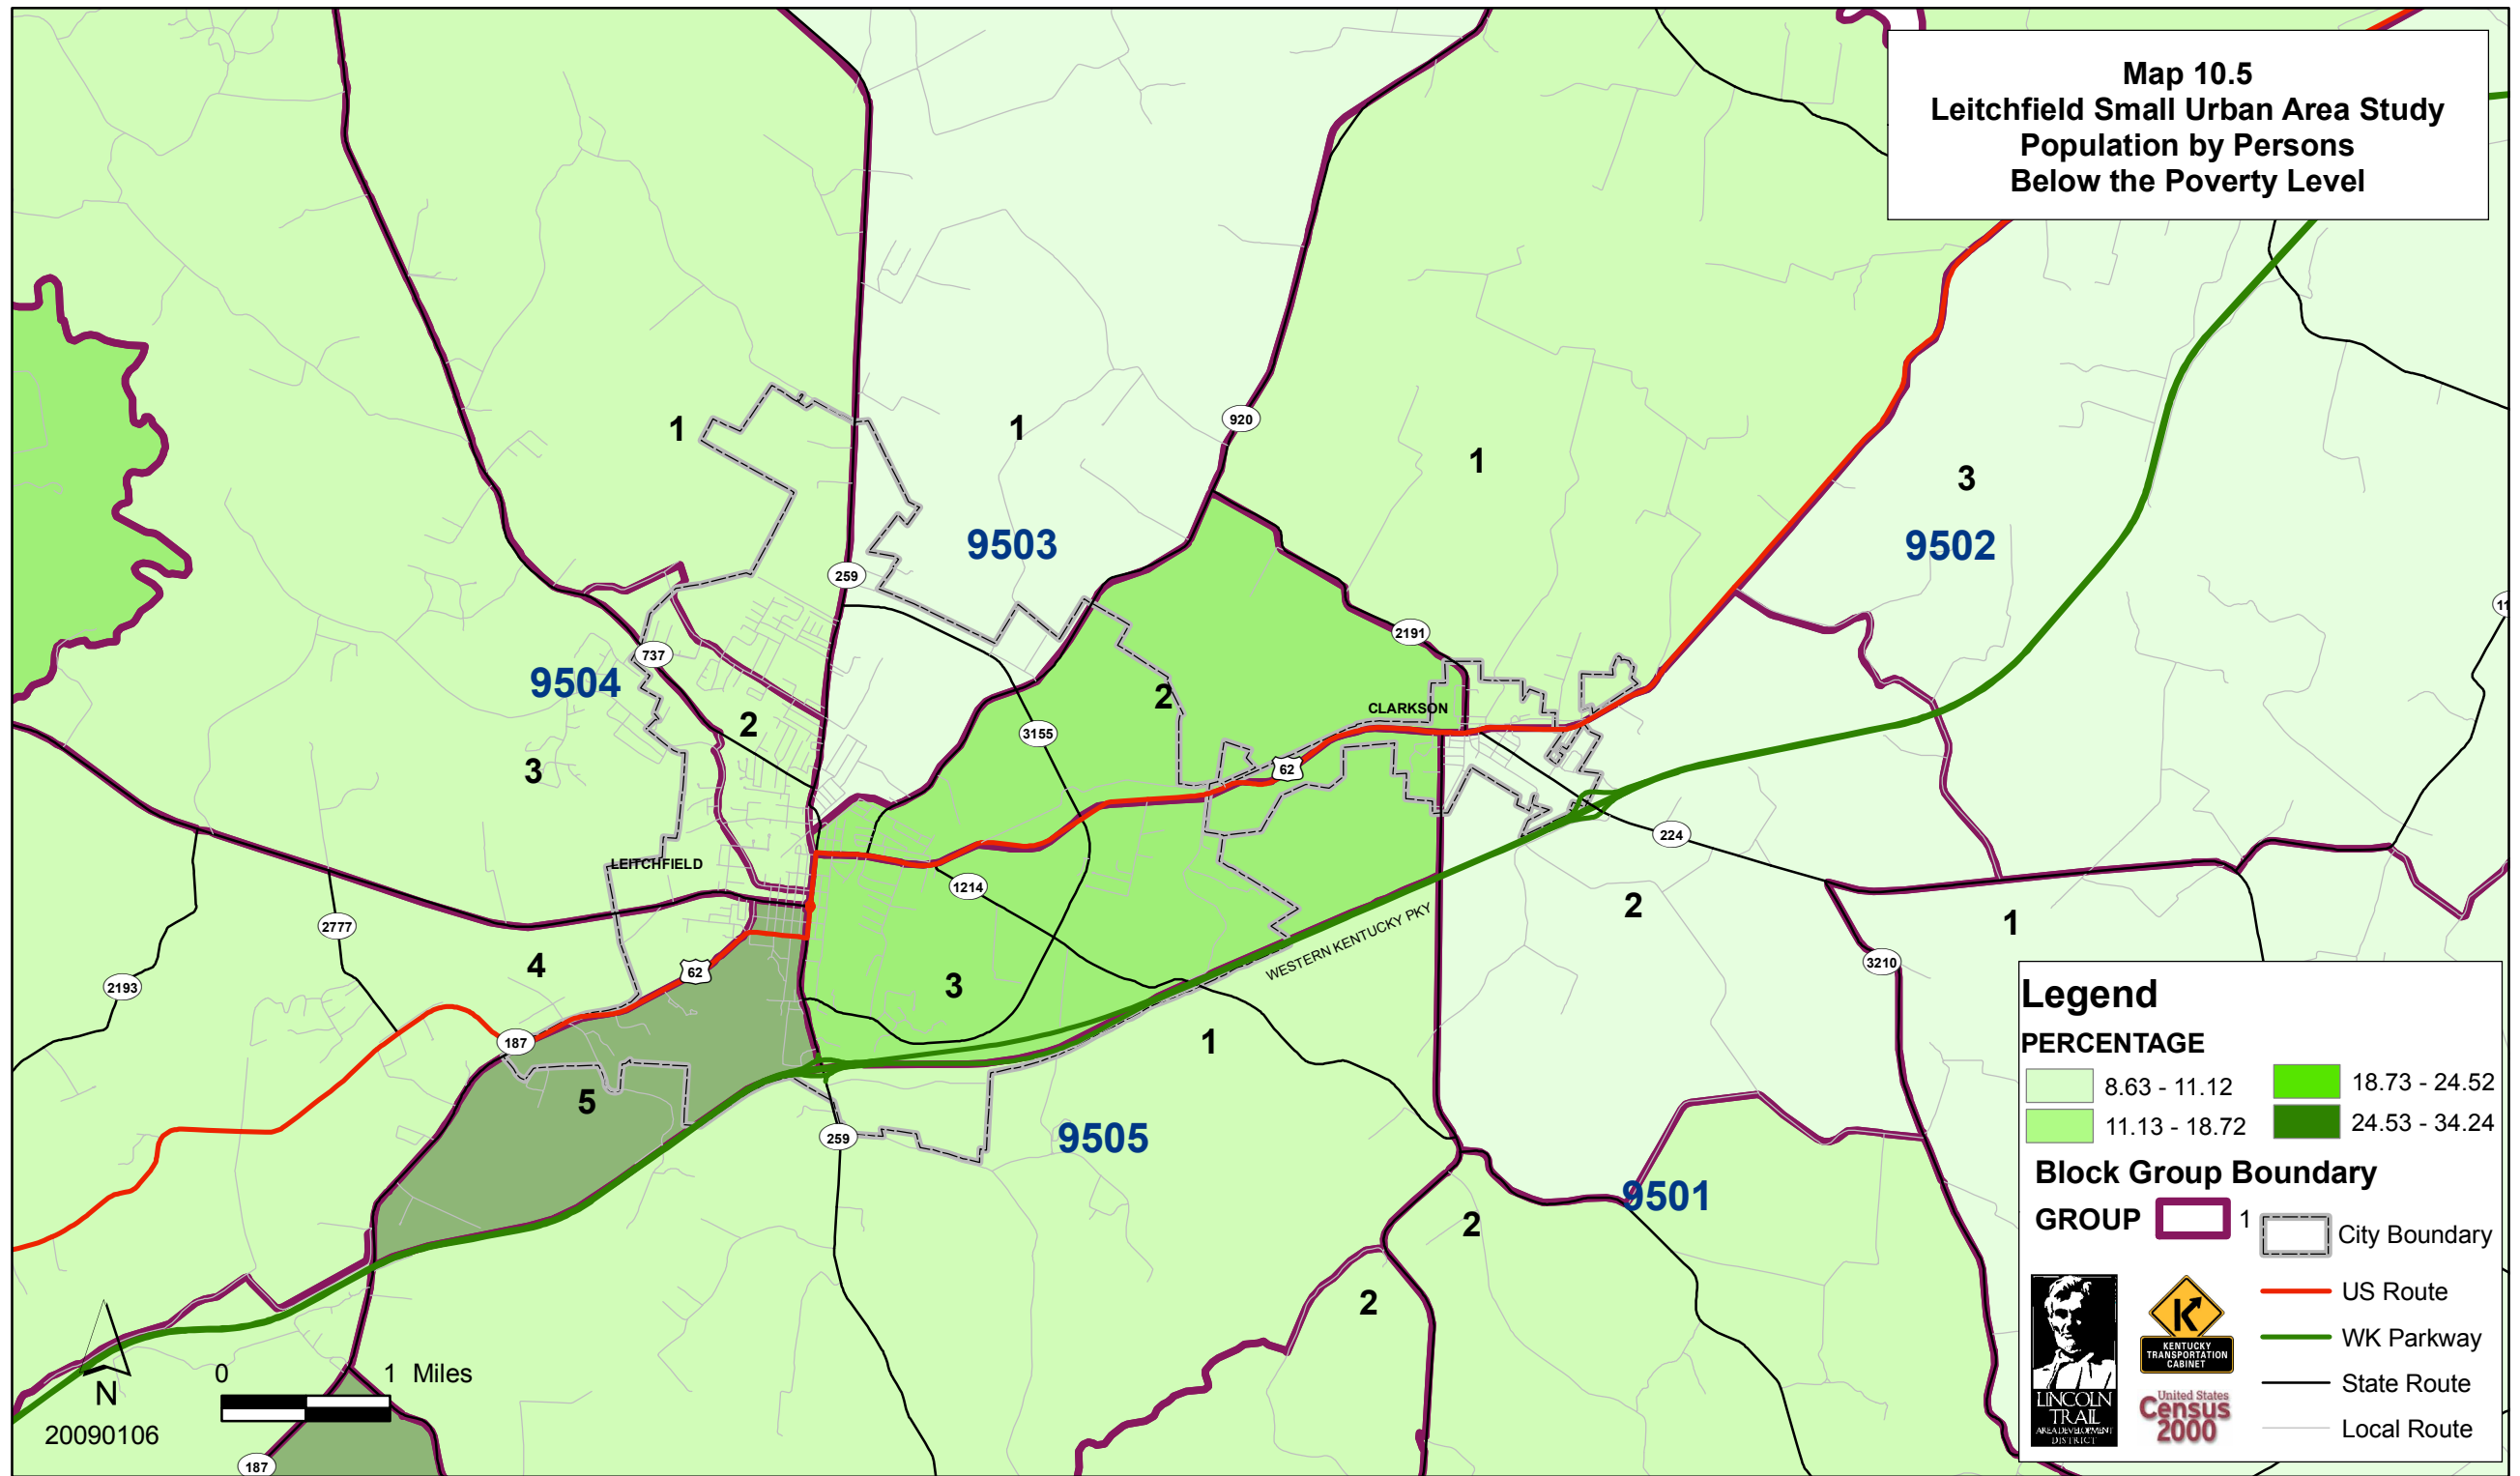 Map 10.5
Leitchfield Small Urban Area Study
Population by Persons
Below the Poverty Level
920
1
1
1
3
9503
9502
259
2191
737
9504
2
2
CLARKSON
3155
3
62
224
LEITCHFIELD
1214
2777
2
1
WESTERN KENTUCKY PKY
4
62
3210
2193
3
187
1
5
259
9505
9501
2
2
Legend
PERCENTAGE
8.63 - 11.12
18.73 - 24.52
11.13 - 18.72
24.53 - 34.24
Block Group Boundary
GROUP
1
City Boundary
US Route
WK Parkway
State Route
Local Route
LINCOLN
TRAIL
AREA DEVELOPMENT
DISTRICT
K
KENTUCKY
TRANSPORTATION
CABINET
United States
Census
2000
0 1 Miles
N
20090106
187